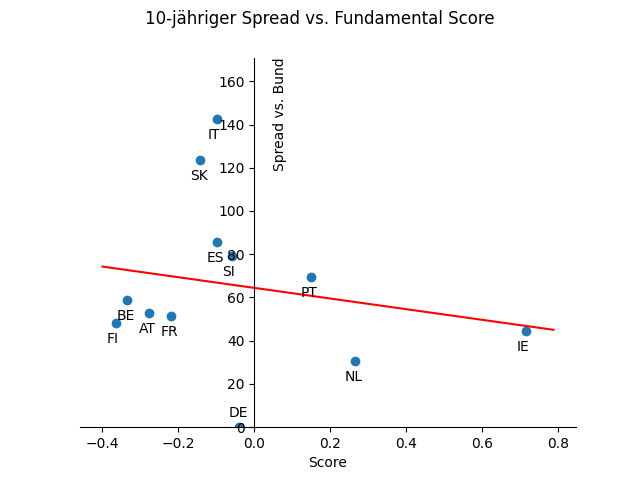 10-jähriger Spread vs. Fundamental Score
Spread vs. Bund
160
140
120
100
80
60
40
20
0
IT
SK
ES
SI
PT
BE
AT
FR
FI
IE
NL
DE
−0.4
−0.2
0.0
0.2
0.4
0.6
0.8
Score